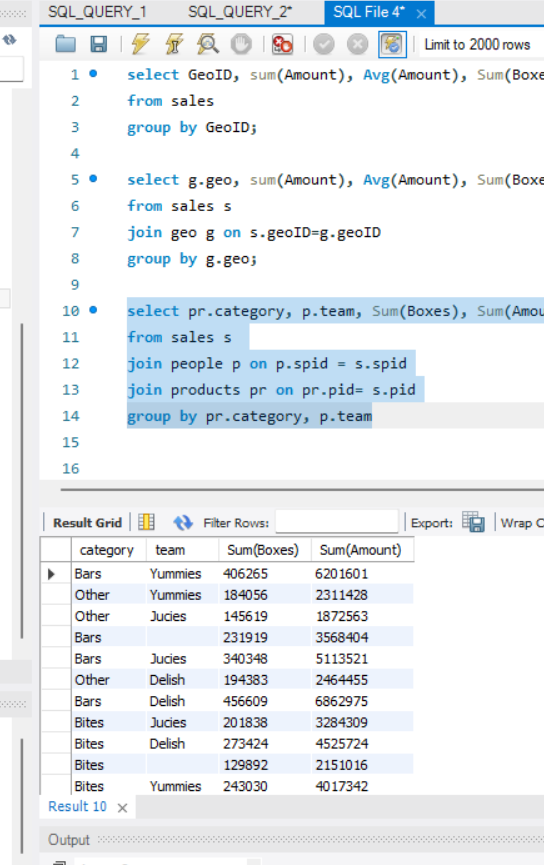 SQL_QUERY_1 SQL_QUERY_2* SQL File 4* ×
Limit to 2000 rows
1 select GeoID, sum(Amount), Avg(Amount), Sum(Boxe
2 from sales
3 group by GeoID;
4
5 select g.geo, sum(Amount), Avg(Amount), Sum(Boxe
6 from sales s
7 join geo g on s.geoID=g.geoID
8 group by g.geo;
9
10 select pr.category, p.team, Sum(Boxes), Sum(Amou
11 from sales s
12 join people p on p.spid = s.spid
13 join products pr on pr.pid= s.pid
14 group by pr.category, p.team
15
16
Result Grid Filter Rows: Export: Wrap C
category team Sum(Boxes) Sum(Amount)
Bars Yummies 406265 6201601
Other Yummies 184056 2311428
Other Jucies 145619 1872563
Bars 231919 3568404
Bars Jucies 340348 5113521
Other Delish 194383 2464455
Bars Delish 456609 6862975
Bites Jucies 201838 3284309
Bites Delish 273424 4525724
Bites 129892 2151016
Bites Yummies 243030 4017342
Result 10 ×
Output